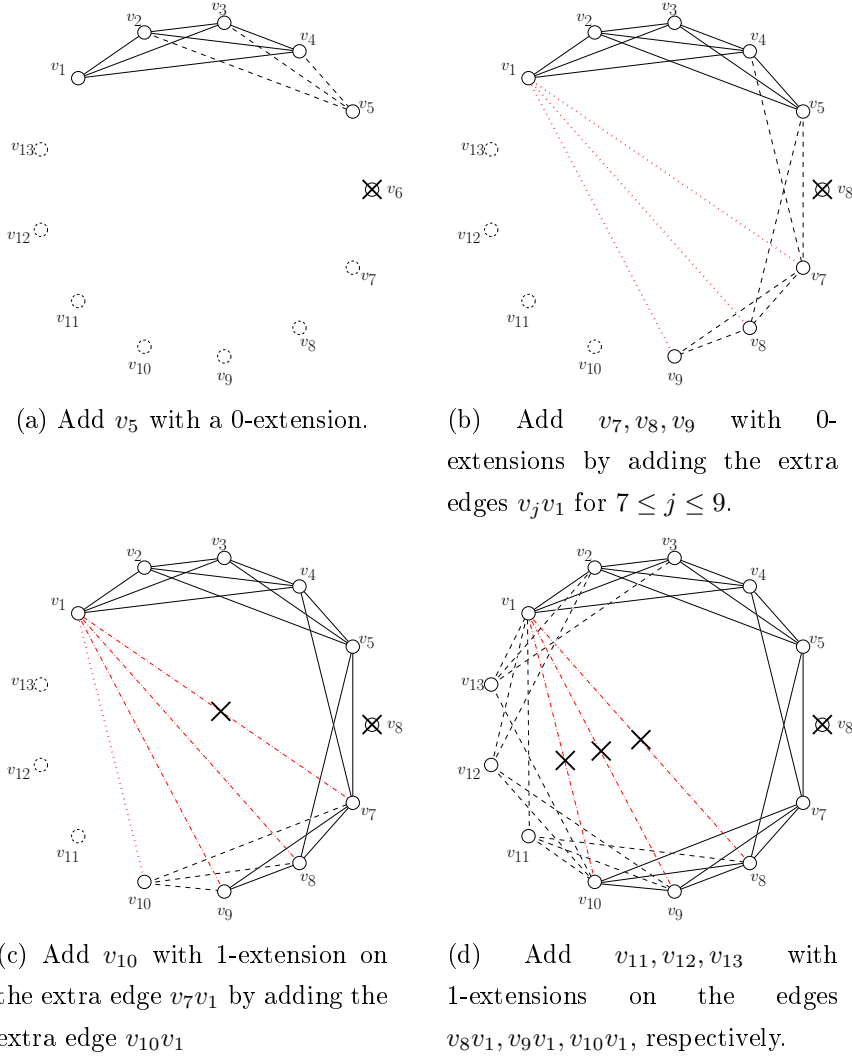 v2
v3
v4
v1
v5
v13
v6
v12
v7
v11
v8
v10
v9
(a) Add v5 with a 0-extension.
v2
v3
v4
v1
v5
v13
v8
v12
v7
v11
v8
v10
v9
(b) Add v7, v8, v9 with 0-
extensions by adding the extra
edges vjv1 for 7 ≤ j ≤ 9.
v2
v3
v4
v1
v5
v13
v8
v12
v7
v11
v8
v10
v9
(c) Add v10 with 1-extension on
the extra edge v7v1 by adding the
extra edge v10v1
v2
v3
v4
v1
v5
v13
v8
v12
v7
v11
v8
v10
v9
(d) Add v11, v12, v13 with
1-extensions on the edges
v8v1, v9v1, v10v1, respectively.